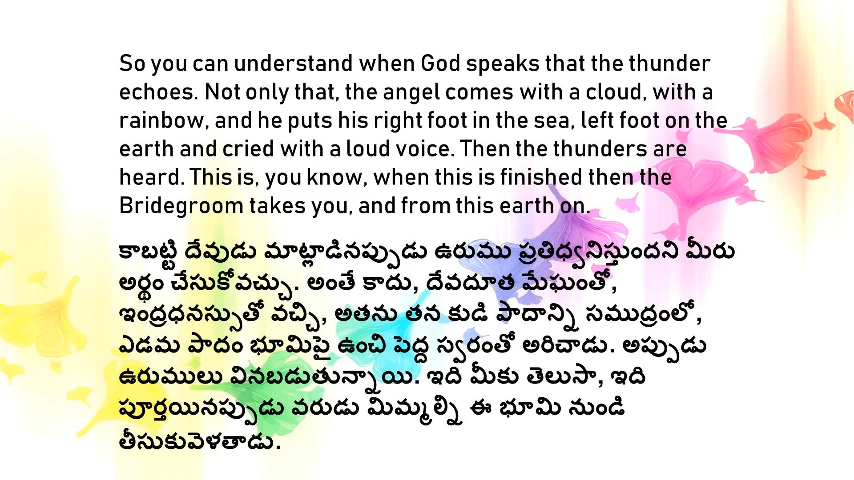 So you can understand when God speaks that the thunder
echoes. Not only that, the angel comes with a cloud, with a
rainbow, and he puts his right foot in the sea, left foot on the
earth and cried with a loud voice. Then the thunders are
heard. This is, you know, when this is finished then the
Bridegroom takes you, and from this earth on.
కాబట్టి దేవుడు మాట్లాడినప్పుడు ఉరుము ప్రతిధ్వనిస్తుందని మీరు
అర్థం చేసుకోవచ్చు. అంతే కాదు, దేవదూత మేఘంతో,
ఇంద్రధనస్సుతో వచ్చి, అతను తన కుడి పాదాన్ని సముద్రంలో,
ఎడమ పాదం భూమిపై ఉంచి పెద్ద స్వరంతో అరిచాడు. అప్పుడు
ఉరుములు వినబడుతున్నాయి. ఇది మీకు తెలుసా, ఇది
పూర్తయినప్పుడు వరుడు మిమ్మల్ని ఈ భూమి నుండి
తీసుకువెళతాడు.